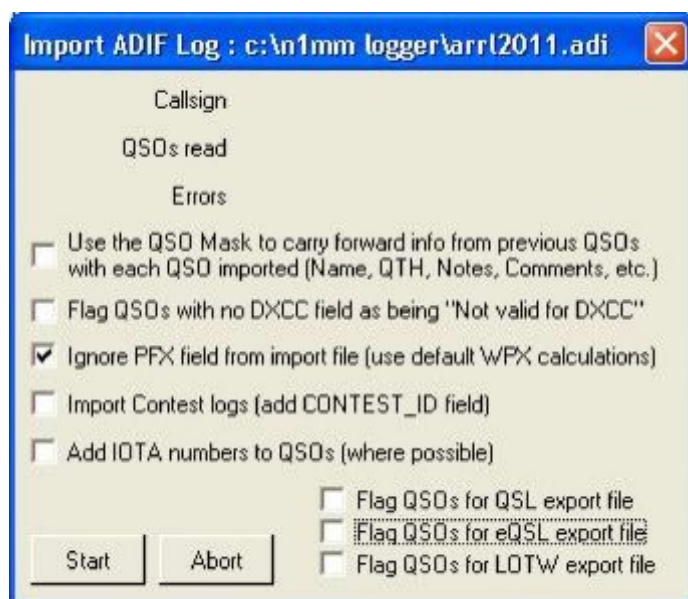 Import ADIF Log : c:\n1mm logger\arrl2011.adi
Callsign
QSOs read
Errors
Use the QSO Mask to carry forward info from previous QSOs
with each QSO imported (Name, QTH, Notes, Comments, etc.)
Flag QSOs with no DXCC field as being "Not valid for DXCC"
Ignore PFX field from import file (use default WPX calculations)
Import Contest logs (add CONTEST_ID field)
Add IOTA numbers to QSOs (where possible)
Flag QSOs for QSL export file
Flag QSOs for eQSL export file
Flag QSOs for LOTW export file
Start
Abort